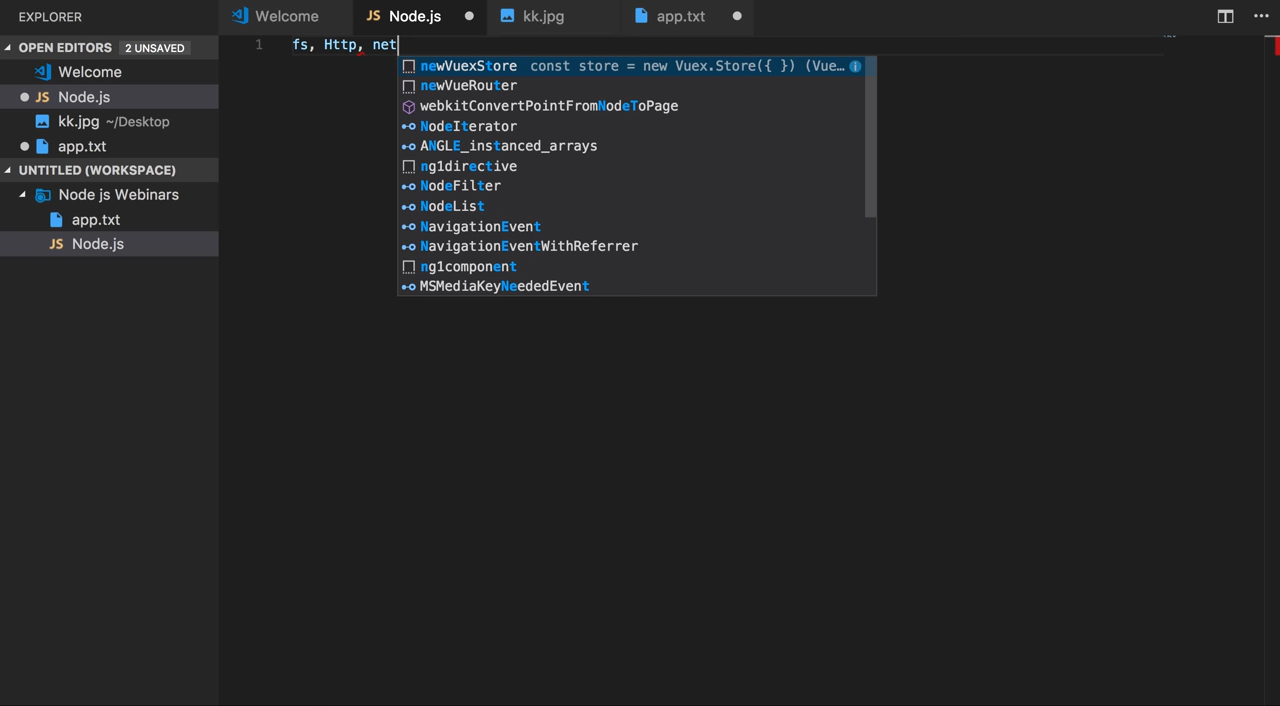 EXPLORER
OPEN EDITORS 2 UNSAVED
Welcome
JS Node.js
kk.jpg ~/Desktop
app.txt
UNTITLED (WORKSPACE)
Node js Webinars
app.txt
JS Node.js
Welcome JS Node.js kk.jpg app.txt
1 fs, Http, net
newVuexStore const store = new Vuex.Store({ }) (Vue…
newVueRouter
webkitConvertPointFromNodeToPage
NodeIterator
ANGLE_instanced_arrays
ng1directive
NodeFilter
NodeList
NavigationEvent
NavigationEventWithReferrer
ng1component
MSMediaKeyNeededEvent